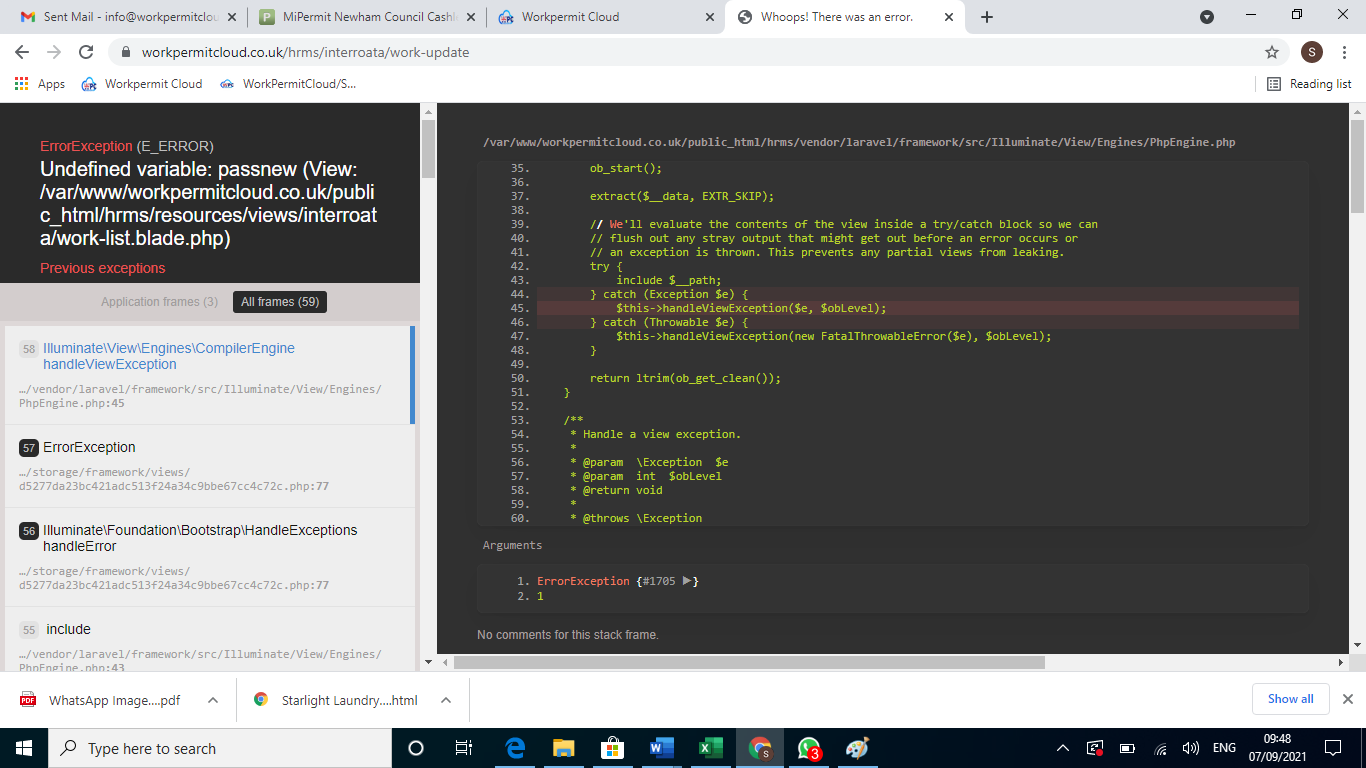 Sent Mail - info@workpermitclou
MiPermit Newham Council Cashl
Workpermit Cloud
Whoops! There was an error.
workpermitcloud.co.uk/hrms/interroata/work-update
S
Apps
Workpermit Cloud
WorkPermitCloud/S...
Reading list
ErrorException (E_ERROR)
Undefined variable: passnew (View:
/var/www/workpermitcloud.co.uk/publi
c_html/hrms/resources/views/interroat
a/work-list.blade.php)
Previous exceptions
Application frames (3)
All frames (59)
58
Illuminate\View\Engines\CompilerEngine
handleViewException
…/vendor/laravel/framework/src/Illuminate/View/Engines/
PhpEngine.php:45
57
ErrorException
…/storage/framework/views/
d5277da23bc421adc513f24a34c9bbe67cc4c72c.php:77
56
Illuminate\Foundation\Bootstrap\HandleExceptions
handleError
…/storage/framework/views/
d5277da23bc421adc513f24a34c9bbe67cc4c72c.php:77
55
include
…/vendor/laravel/framework/src/Illuminate/View/Engines/
PhpEngine.php:43
/var/www/workpermitcloud.co.uk/public_html/hrms/vendor/laravel/framework/src/Illuminate/View/Engines/PhpEngine.php
35. ob_start();
36.
37. extract($__data, EXTR_SKIP);
38.
39. // We'll evaluate the contents of the view inside a try/catch block so we can
40. // flush out any stray output that might get out before an error occurs or
41. // an exception is thrown. This prevents any partial views from leaking.
42. try {
43. include $__path;
44. } catch (Exception $e) {
45. $this->handleViewException($e, $obLevel);
46. } catch (Throwable $e) {
47. $this->handleViewException(new FatalThrowableError($e), $obLevel);
48. }
49.
50. return ltrim(ob_get_clean());
51. }
52.
53. /**
54. * Handle a view exception.
55. *
56. * @param  \Exception  $e
57. * @param  int  $obLevel
58. * @return void
59. *
60. * @throws \Exception
Arguments
1. ErrorException {#1705 ▶}
2. 1
No comments for this stack frame.
PDF
WhatsApp Image....pdf
Starlight Laundry....html
Show all
Type here to search
S
3
ENG
09:48
07/09/2021